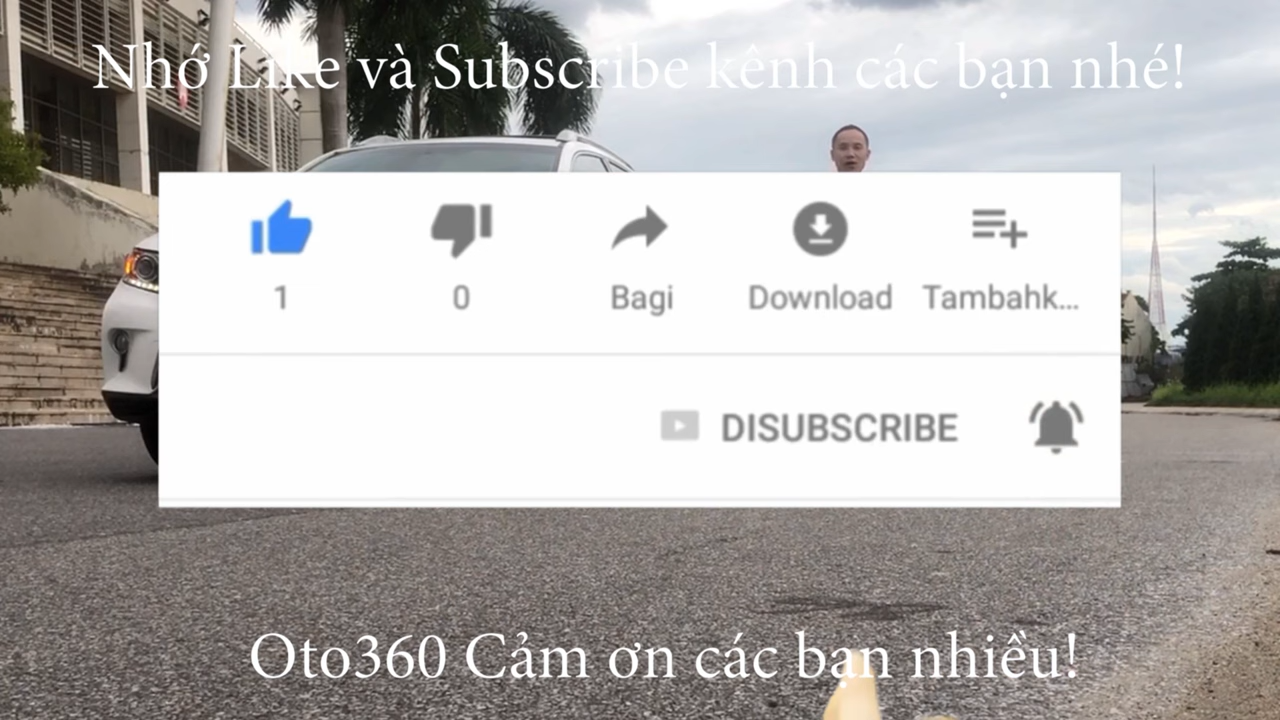 Nhớ Like và Subscribe kênh các bạn nhé!
1
0
Bagi
Download
Tambahk...
DISUBSCRIBE
Oto360 Cảm ơn các bạn nhiều!